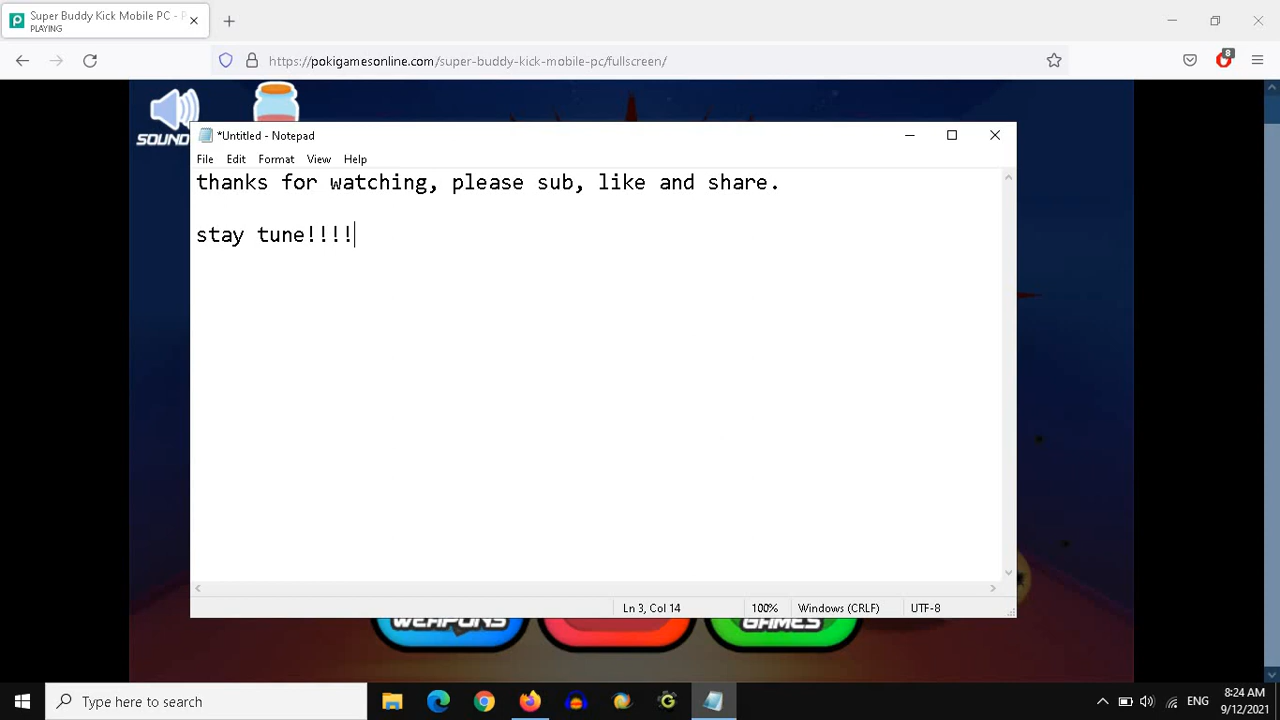 Super Buddy Kick Mobile PC - P
PLAYING
https://pokigamesonline.com/super-buddy-kick-mobile-pc/fullscreen/
8
SOUND
*Untitled - Notepad
File Edit Format View Help
thanks for watching, please sub, like and share.
stay tune!!!!
Ln 3, Col 14
100%
Windows (CRLF)
UTF-8
WEAPONS
GAMES
Type here to search
ENG
8:24 AM
9/12/2021